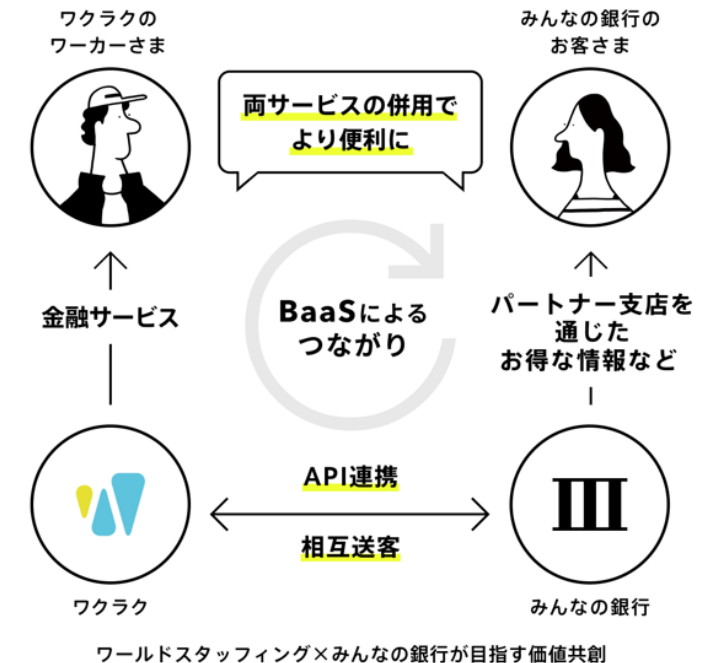 ワクラクの
ワーカーさま
みんなの銀行の
お客さま
両サービスの併用で
より便利に
金融サービス
BaaSによる
つながり
パートナー支店を
通じた
お得な情報など
API連携
相互送客
ワクラク
みんなの銀行
ワールドスタッフィング×みんなの銀行が目指す価値共創